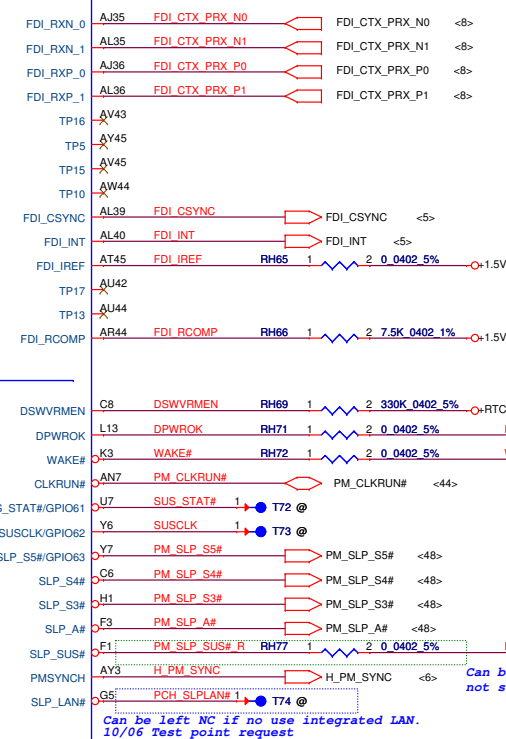 FDI_RXN_0 AJ35 FDI_CTX_PRX_N0 FDI_CTX_PRX_N0 <8>
FDI_RXN_1 AL35 FDI_CTX_PRX_N1 FDI_CTX_PRX_N1 <8>
FDI_RXP_0 AJ36 FDI_CTX_PRX_P0 FDI_CTX_PRX_P0 <8>
FDI_RXP_1 AL36 FDI_CTX_PRX_P1 FDI_CTX_PRX_P1 <8>
TP16 AV43
TP5 AY45
TP15 AV45
TP10 AW44
FDI_CSYNC AL39 FDI_CSYNC FDI_CSYNC <5>
FDI_INT AL40 FDI_INT FDI_INT <5>
FDI_IREF AT45 FDI_IREF RH65 1 2 0_0402_5% +1.5V
TP17 AU42
TP13 AU44
FDI_RCOMP AR44 FDI_RCOMP RH66 1 2 7.5K_0402_1% +1.5V
DSWVRMEN C8 DSWVRMEN RH69 1 2 330K_0402_5% +RTC
DPWROK L13 DPWROK RH71 1 2 0_0402_5%
WAKE# K3 WAKE# RH72 1 2 0_0402_5%
CLKRUN# AN7 PM_CLKRUN# PM_CLKRUN# <44>
S_STAT#/GPIO61 U7 SUS_STAT# 1 T72 @
SUSCLK/GPIO62 Y6 SUSCLK 1 T73 @
SLP_S5#/GPIO63 Y7 PM_SLP_S5# PM_SLP_S5# <48>
SLP_S4# C6 PM_SLP_S4# PM_SLP_S4# <48>
SLP_S3# H1 PM_SLP_S3# PM_SLP_S3# <48>
SLP_A# F3 PM_SLP_A# PM_SLP_A# <48>
SLP_SUS# F1 PM_SLP_SUS#_R RH77 1 2 0_0402_5%
PMSYNCH AY3 H_PM_SYNC H_PM_SYNC <6>
Can b
not s
SLP_LAN# G5 PCH_SLPLAN# 1 T74 @
Can be left NC if no use integrated LAN.
10/06 Test point request